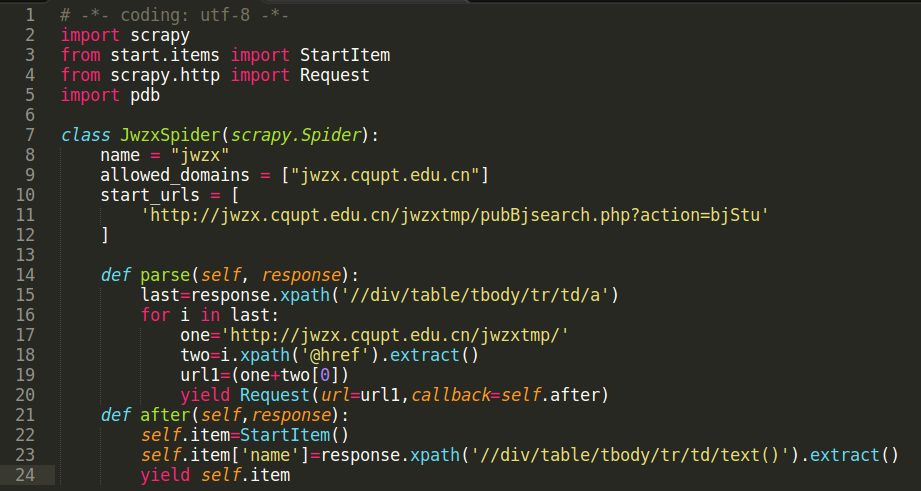 1 # -*- coding: utf-8 -*-
2 import scrapy
3 from start.items import StartItem
4 from scrapy.http import Request
5 import pdb
6
7 class JwzxSpider(scrapy.Spider):
8     name = "jwzx"
9     allowed_domains = ["jwzx.cqupt.edu.cn"]
10     start_urls = [
11         'http://jwzx.cqupt.edu.cn/jwzxtmp/pubBjsearch.php?action=bjStu'
12     ]
13
14     def parse(self, response):
15         last=response.xpath('//div/table/tbody/tr/td/a')
16         for i in last:
17             one='http://jwzx.cqupt.edu.cn/jwzxtmp/'
18             two=i.xpath('@href').extract()
19             url1=(one+two[0])
20             yield Request(url=url1,callback=self.after)
21     def after(self,response):
22         self.item=StartItem()
23         self.item['name']=response.xpath('//div/table/tbody/tr/td/text()').extract()
24         yield self.item